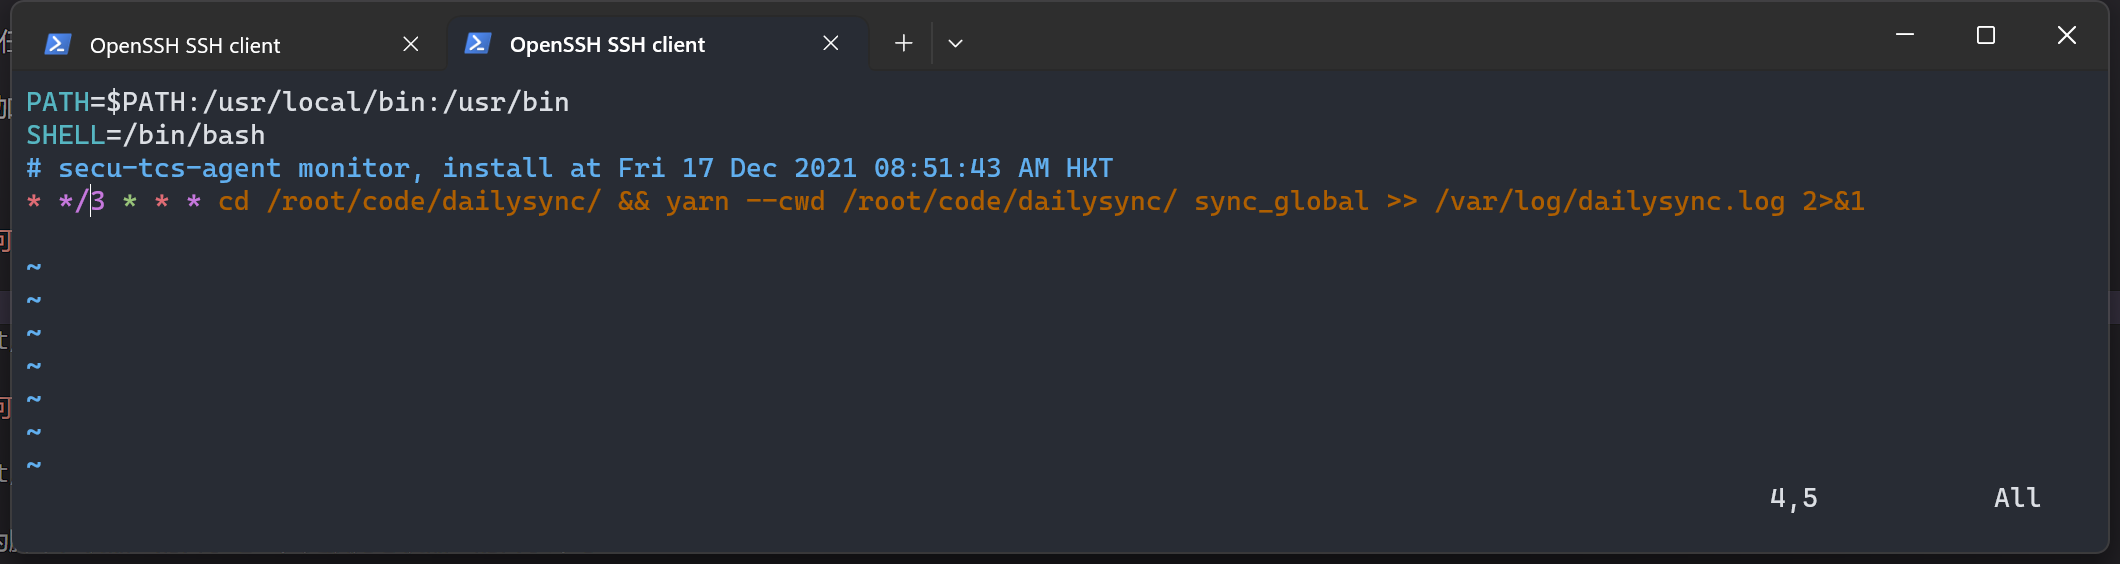 OpenSSH SSH client
OpenSSH SSH client
PATH=$PATH:/usr/local/bin:/usr/bin
SHELL=/bin/bash
# secu-tcs-agent monitor, install at Fri 17 Dec 2021 08:51:43 AM HKT
* */3 * * * cd /root/code/dailysync/ && yarn --cwd /root/code/dailysync/ sync_global >> /var/log/dailysync.log 2>&1
~
~
~
~
~
~
~
4,5 All